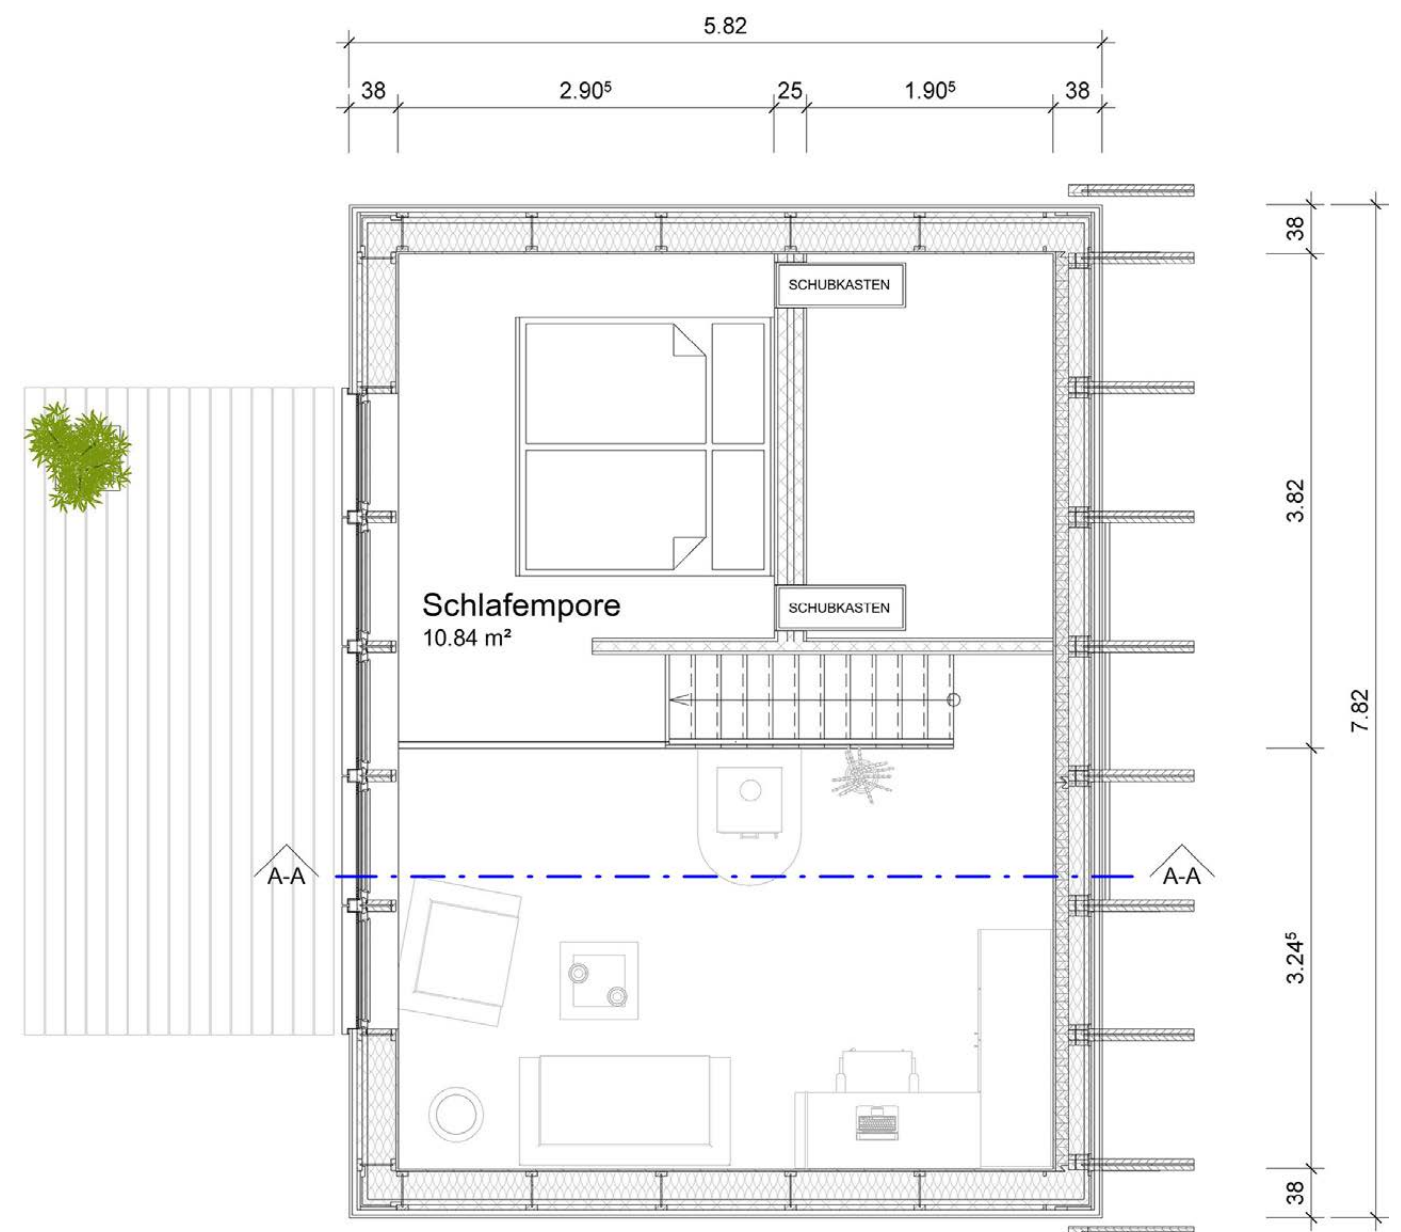 5.82
38 2.90⁵ 25 1.90⁵ 38
38
SCHUBKASTEN
3.82
Schlafempore
10.84 m²
SCHUBKASTEN
7.82
A-A A-A
3.24⁵
38